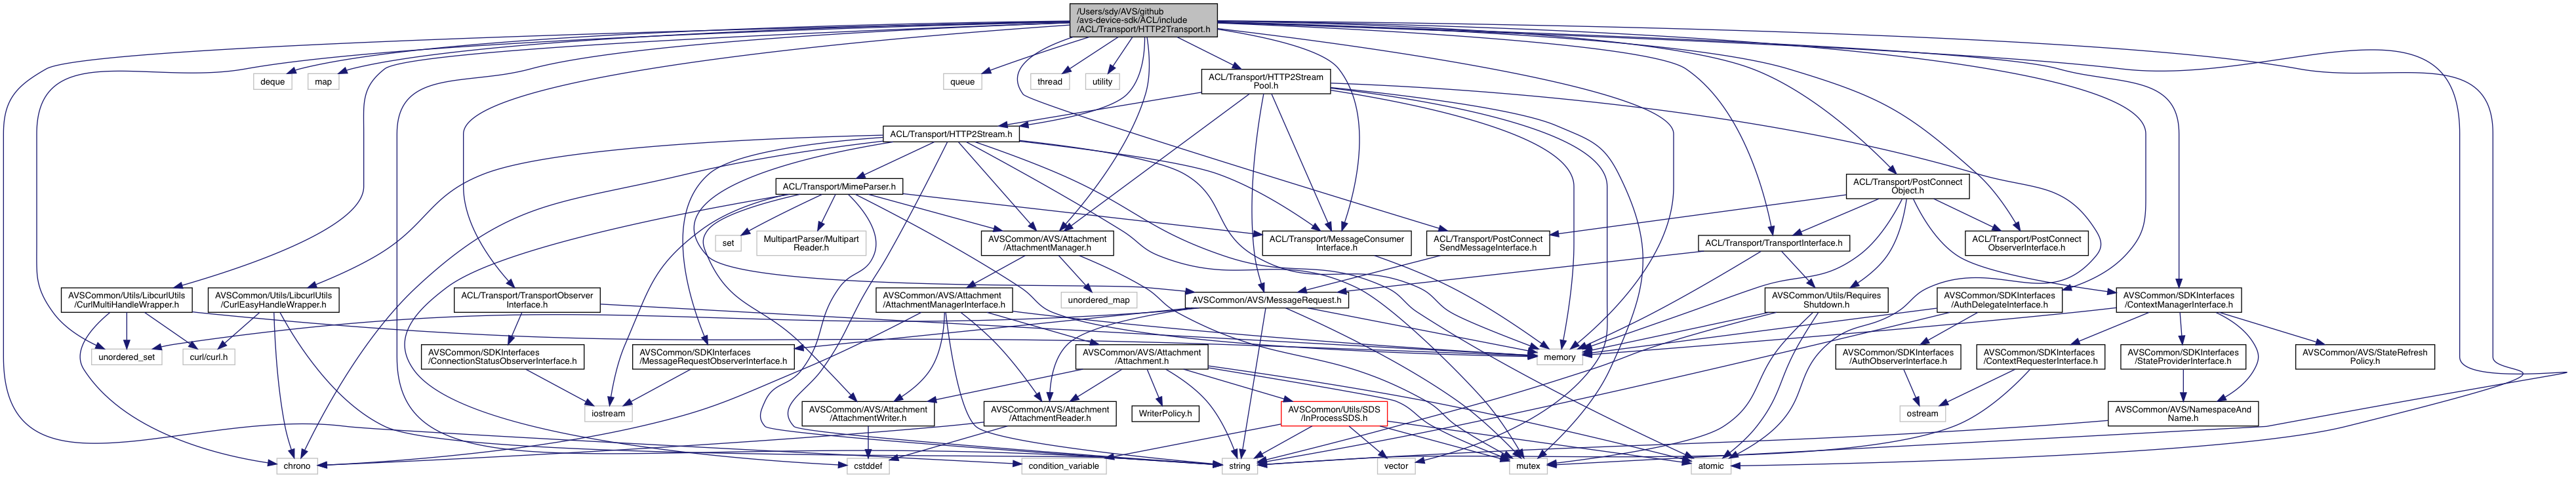 /Users/sdy/AVS/github
/avs-device-sdk/ACL/include
/ACL/Transport/HTTP2Transport.h
deque
map
queue
thread
utility
ACL/Transport/HTTP2Stream
Pool.h
ACL/Transport/HTTP2Stream.h
ACL/Transport/MimeParser.h
ACL/Transport/PostConnect
Object.h
set
MultipartParser/Multipart
Reader.h
AVSCommon/AVS/Attachment
/AttachmentManager.h
ACL/Transport/MessageConsumer
Interface.h
ACL/Transport/PostConnect
SendMessageInterface.h
ACL/Transport/TransportInterface.h
ACL/Transport/PostConnect
ObserverInterface.h
AVSCommon/Utils/LibcurlUtils
/CurlMultiHandleWrapper.h
AVSCommon/Utils/LibcurlUtils
/CurlEasyHandleWrapper.h
ACL/Transport/TransportObserver
Interface.h
AVSCommon/AVS/Attachment
/AttachmentManagerInterface.h
unordered_map
AVSCommon/AVS/MessageRequest.h
AVSCommon/Utils/Requires
Shutdown.h
AVSCommon/SDKInterfaces
/AuthDelegateInterface.h
AVSCommon/SDKInterfaces
/ContextManagerInterface.h
unordered_set
curl/curl.h
AVSCommon/SDKInterfaces
/ConnectionStatusObserverInterface.h
AVSCommon/SDKInterfaces
/MessageRequestObserverInterface.h
AVSCommon/AVS/Attachment
/Attachment.h
memory
AVSCommon/SDKInterfaces
/AuthObserverInterface.h
AVSCommon/SDKInterfaces
/ContextRequesterInterface.h
AVSCommon/SDKInterfaces
/StateProviderInterface.h
AVSCommon/AVS/StateRefresh
Policy.h
iostream
AVSCommon/AVS/Attachment
/AttachmentWriter.h
AVSCommon/AVS/Attachment
/AttachmentReader.h
WriterPolicy.h
AVSCommon/Utils/SDS
/InProcessSDS.h
ostream
AVSCommon/AVS/NamespaceAnd
Name.h
chrono
cstddef
condition_variable
string
vector
mutex
atomic